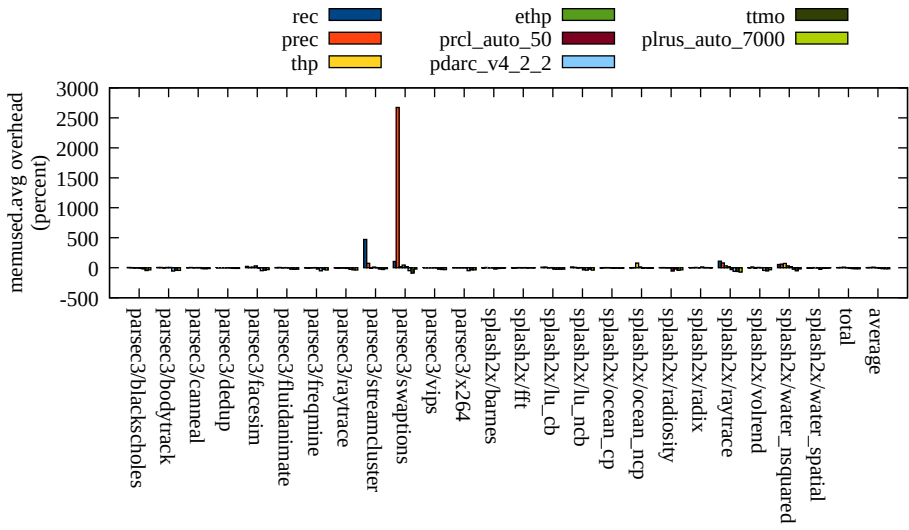 rec
prec
thp
ethp
prcl_auto_50
pdarc_v4_2_2
ttmo
plrus_auto_7000
memused.avg overhead
(percent)
3000
2500
2000
1500
1000
500
0
-500
parsec3/blackscholes
parsec3/bodytrack
parsec3/canneal
parsec3/dedup
parsec3/facesim
parsec3/fluidanimate
parsec3/freqmine
parsec3/raytrace
parsec3/streamcluster
parsec3/swaptions
parsec3/vips
parsec3/x264
splash2x/barnes
splash2x/fft
splash2x/lu_cb
splash2x/lu_ncb
splash2x/ocean_cp
splash2x/ocean_ncp
splash2x/radiosity
splash2x/radix
splash2x/raytrace
splash2x/volrend
splash2x/water_nsquared
splash2x/water_spatial
total
average